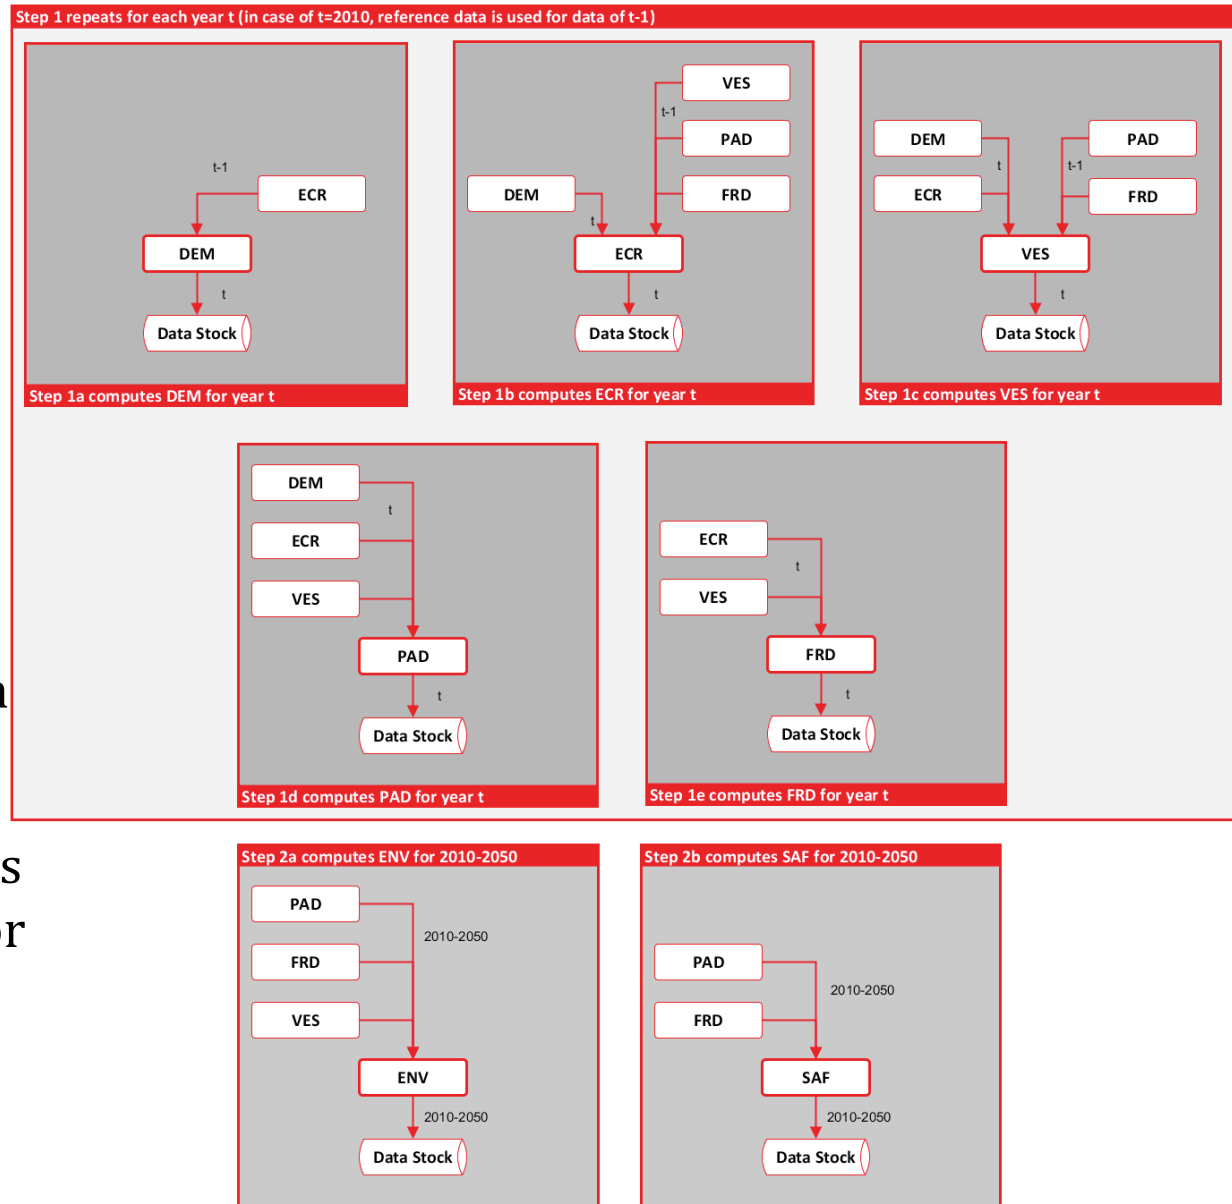 Step 1 repeats for each year t (in case of t=2010, reference data is used for data of t-1)
t-1
ECR
DEM
t
Data Stock
Step 1a computes DEM for year t
VES
t-1
PAD
DEM
FRD
t
ECR
t
Data Stock
Step 1b computes ECR for year t
DEM
PAD
t
t-1
ECR
FRD
VES
t
Data Stock
Step 1c computes VES for year t
DEM
t
ECR
VES
PAD
t
Data Stock
Step 1d computes PAD for year t
ECR
t
VES
FRD
t
Data Stock
Step 1e computes FRD for year t
s
or
Step 2a computes ENV for 2010-2050
PAD
2010-2050
FRD
VES
ENV
2010-2050
Data Stock
Step 2b computes SAF for 2010-2050
PAD
2010-2050
FRD
SAF
2010-2050
Data Stock